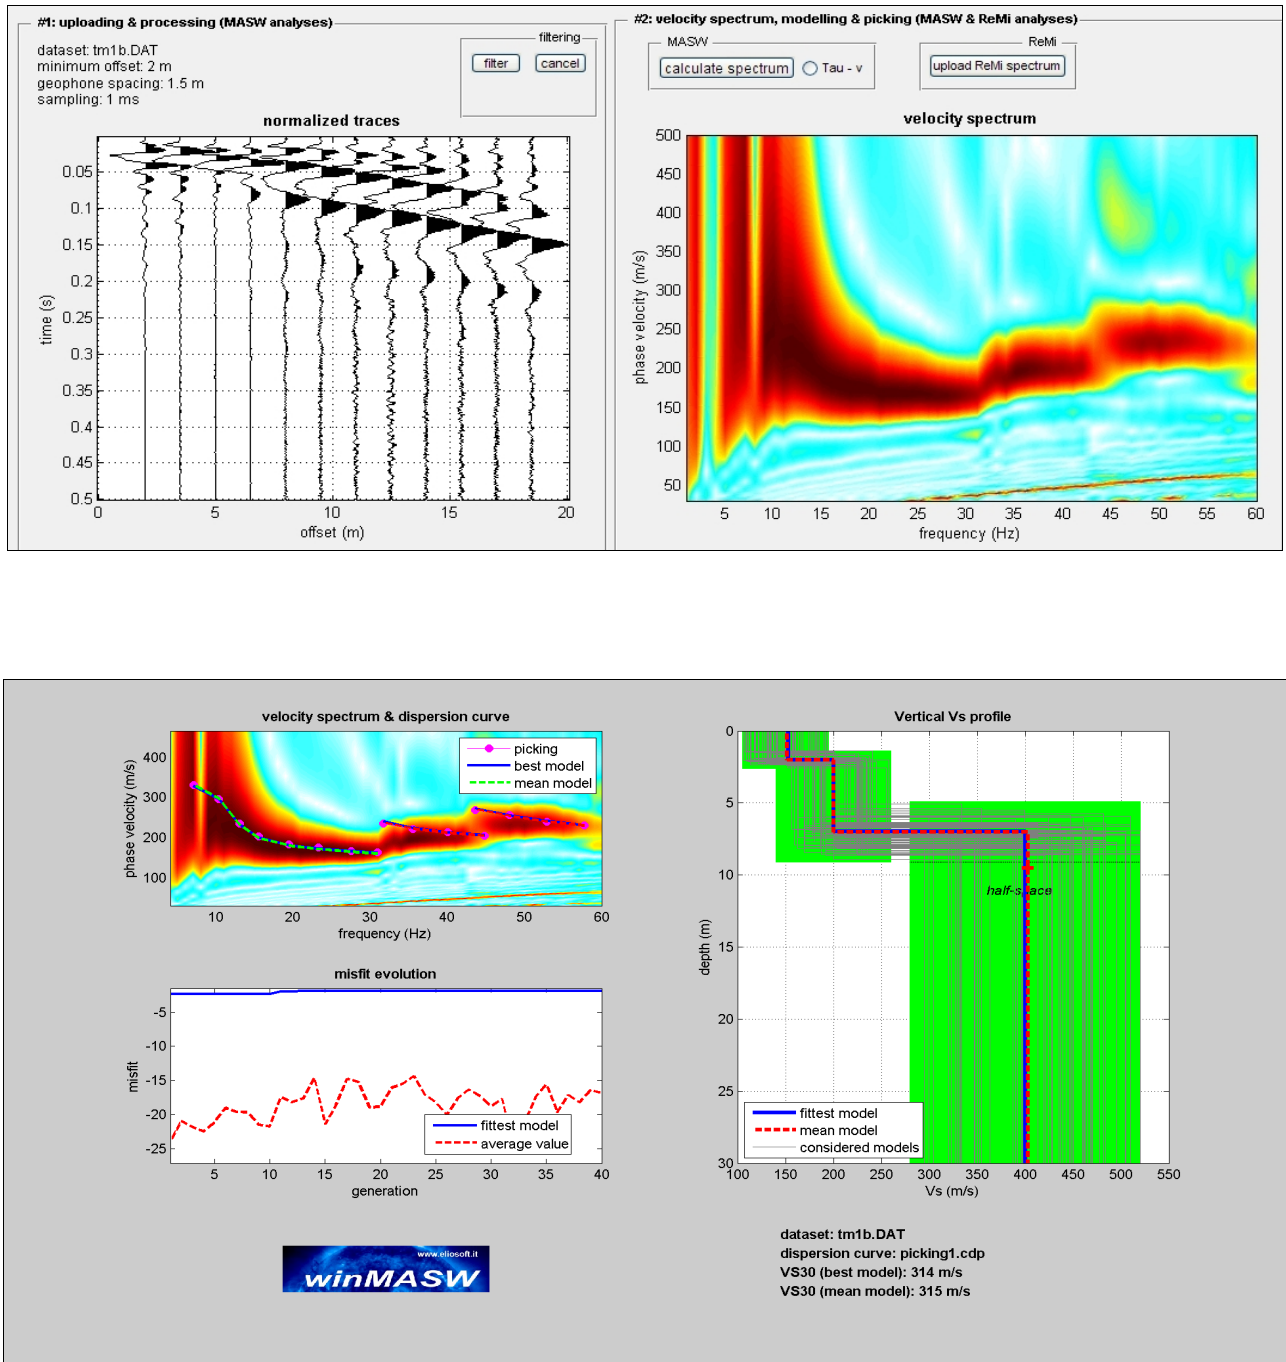 #1: uploading & processing (MASW analyses)
dataset: tm1b.DAT
minimum offset: 2 m
geophone spacing: 1.5 m
sampling: 1 ms
filtering
filter
cancel
normalized traces
0.05
0.1
0.15
0.2
0.25
0.3
0.35
0.4
0.45
0.5
time (s)
0 5 10 15 20
offset (m)
#2: velocity spectrum, modelling & picking (MASW & ReMi analyses)
MASW
calculate spectrum
Tau - v
ReMi
upload ReMi spectrum
velocity spectrum
500
450
400
350
300
250
200
150
100
50
phase velocity (m/s)
5 10 15 20 25 30 35 40 45 50 55 60
frequency (Hz)
velocity spectrum & dispersion curve
400
300
200
100
phase velocity (m/s)
picking
best model
mean model
10 20 30 40 50 60
frequency (Hz)
misfit evolution
-5
-10
-15
-20
-25
misfit
fittest model
average value
5 10 15 20 25 30 35 40
generation
www.eliosoft.it
winMASW
Vertical Vs profile
0
5
10
15
20
25
30
depth (m)
half-space
fittest model
mean model
considered models
100 150 200 250 300 350 400 450 500 550
Vs (m/s)
dataset: tm1b.DAT
dispersion curve: picking1.cdp
VS30 (best model): 314 m/s
VS30 (mean model): 315 m/s